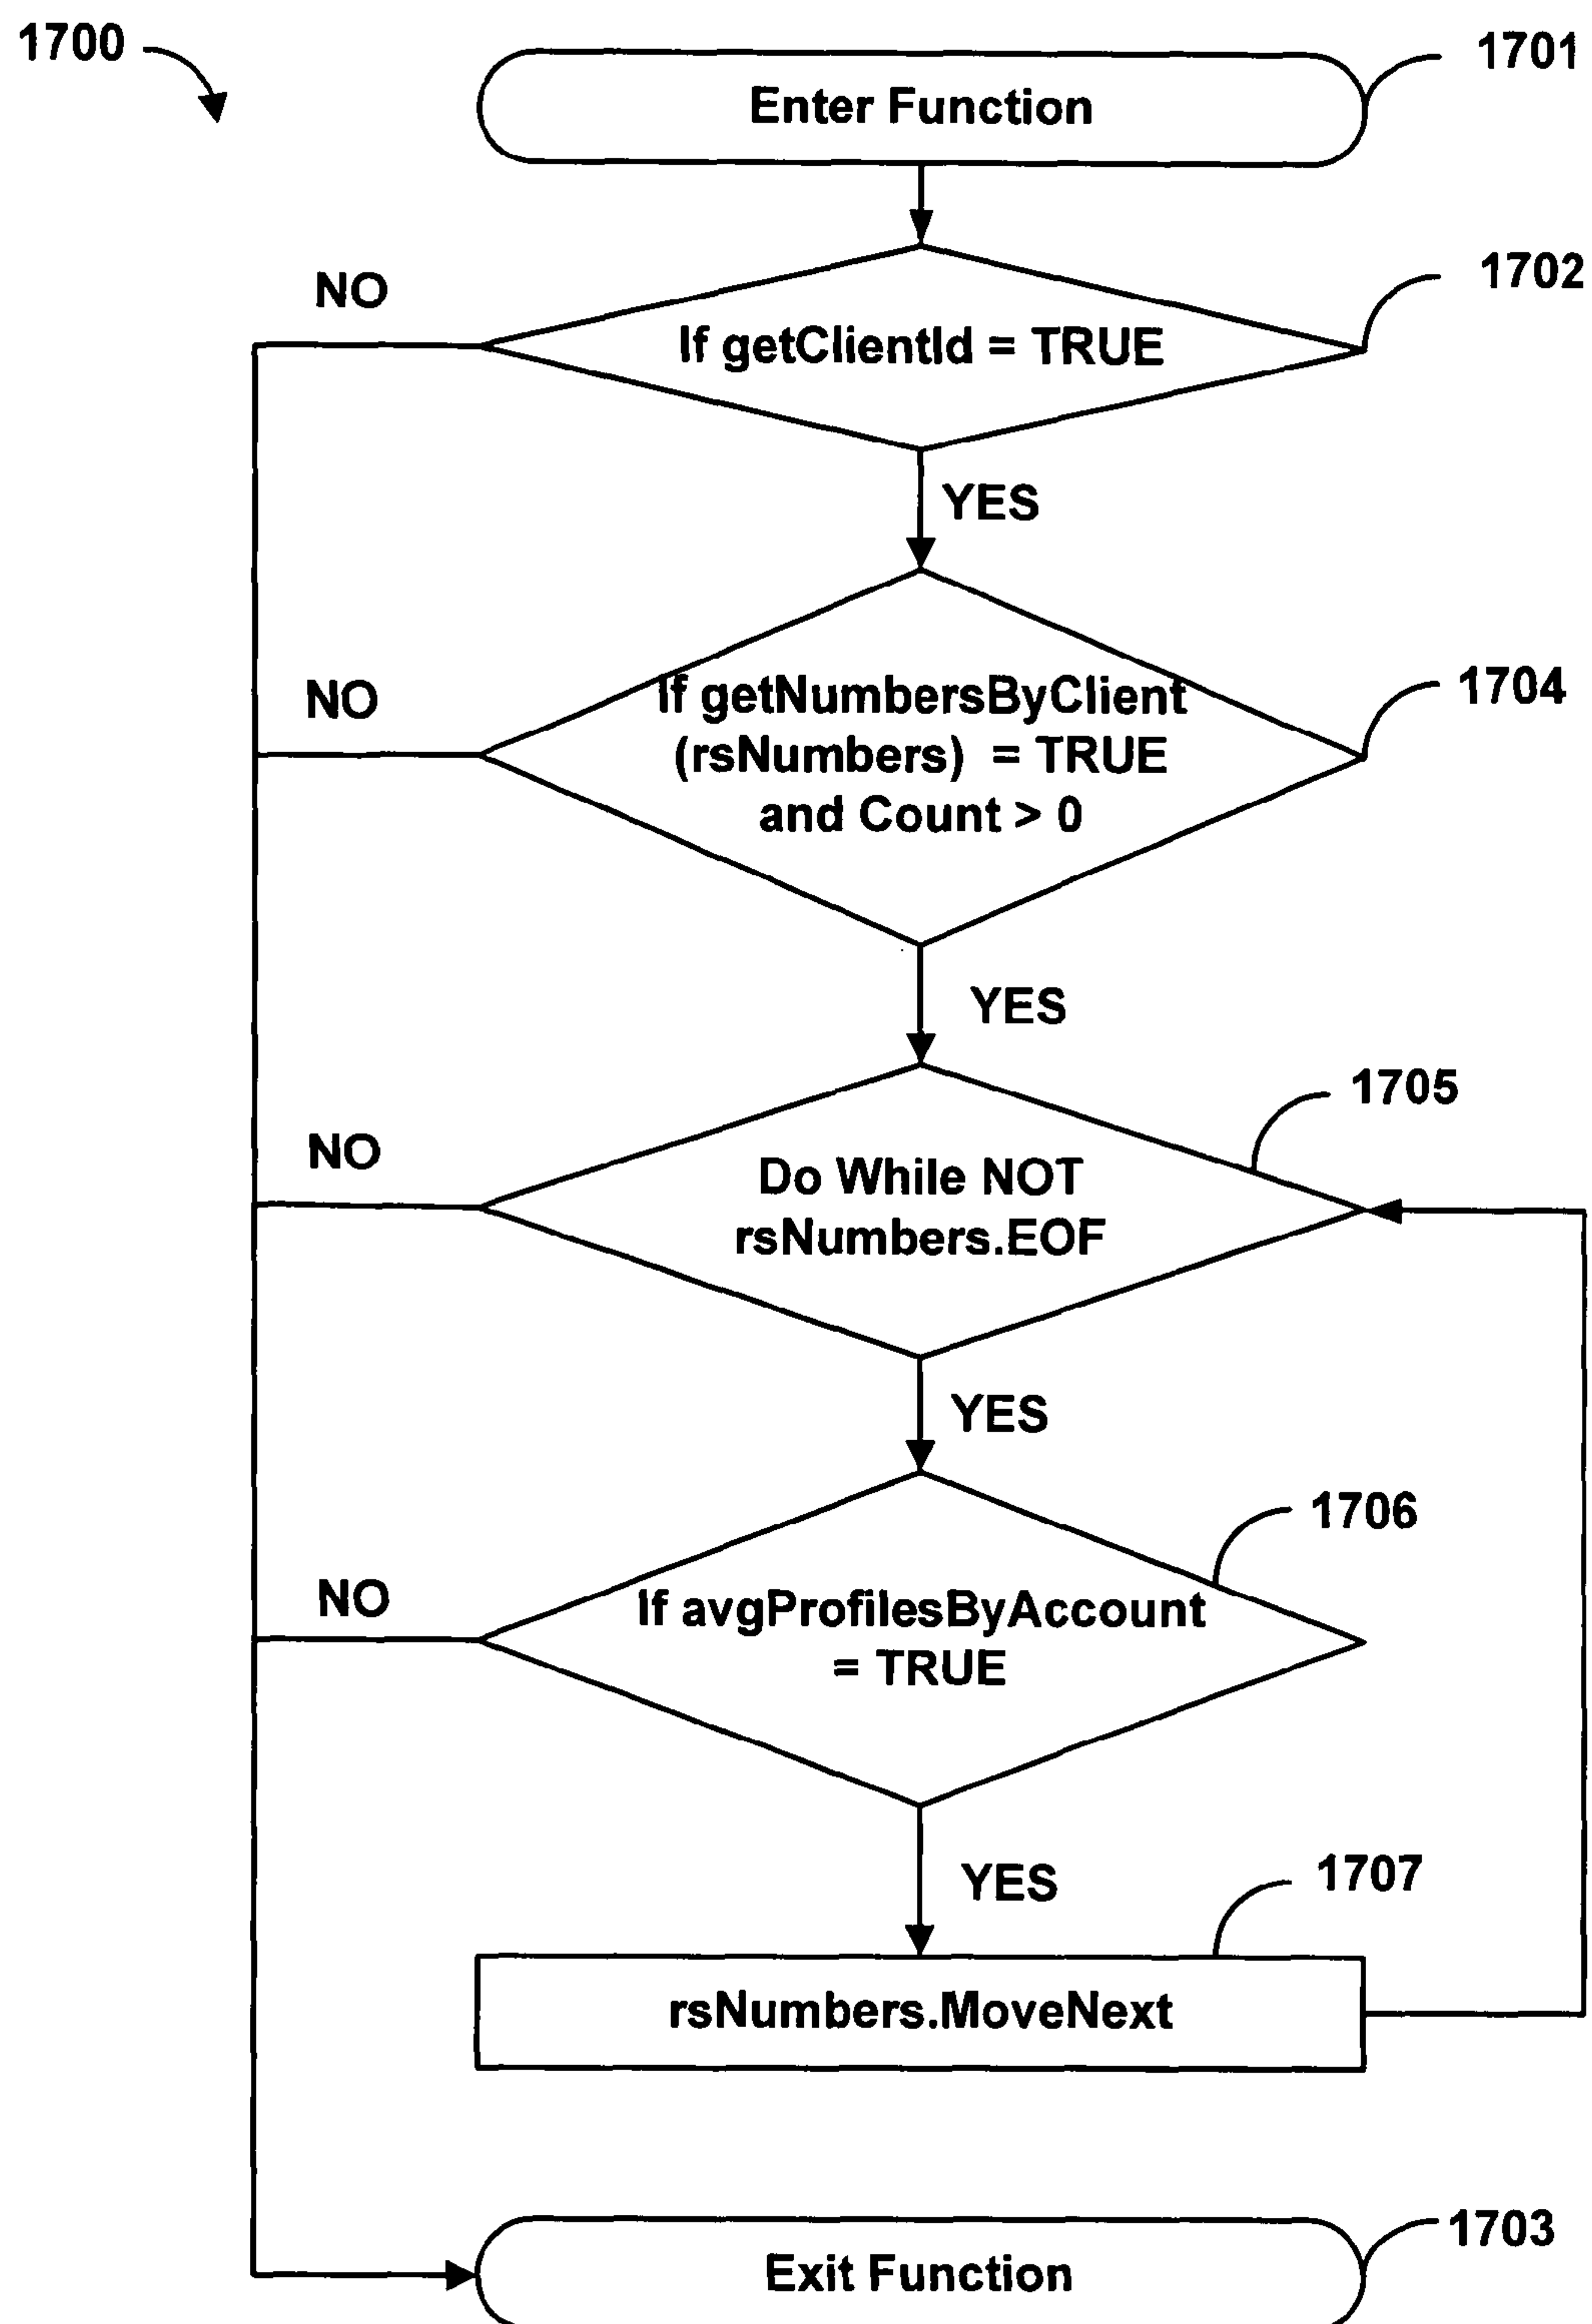 1700
1701
Enter Function
1702
NO
If getClientId = TRUE
YES
1704
NO
If getNumbersByClient
(rsNumbers) = TRUE
and Count > 0
YES
1705
NO
Do While NOT
rsNumbers.EOF
YES
1706
NO
If avgProfilesByAccount
= TRUE
YES
1707
rsNumbers.MoveNext
1703
Exit Function